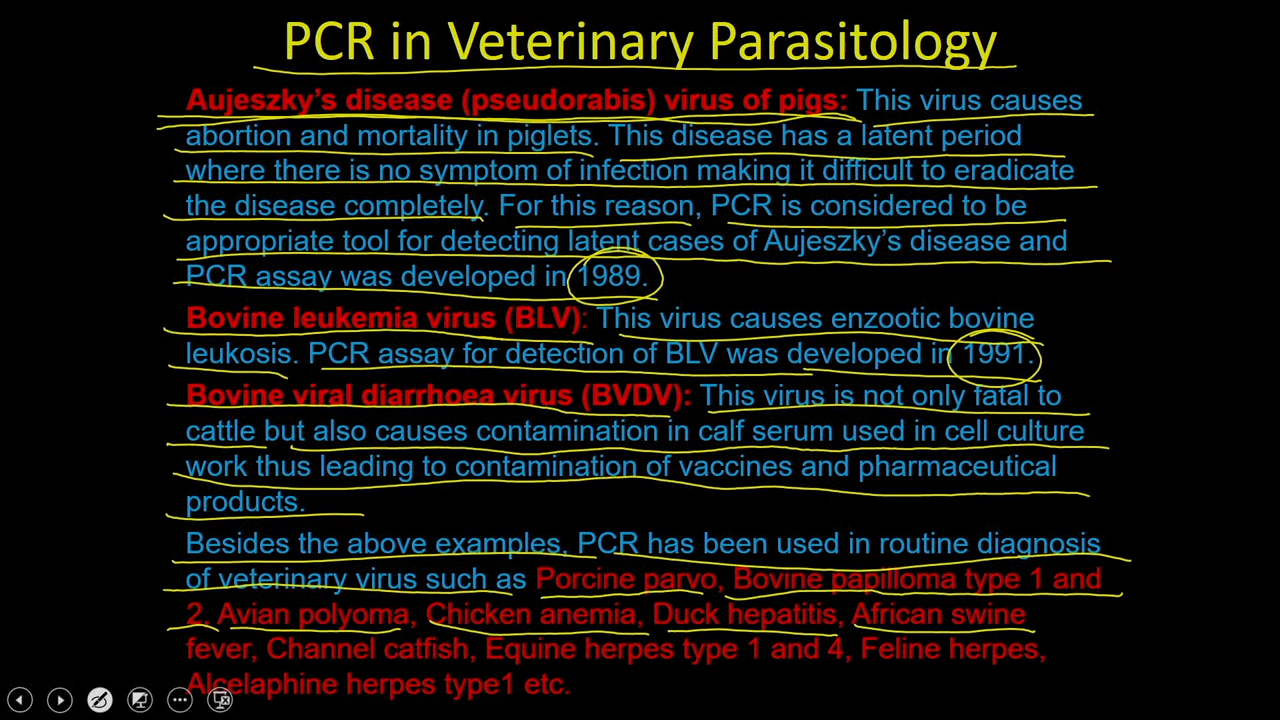 PCR in Veterinary Parasitology
Aujeszky’s disease (pseudorabis) virus of pigs: This virus causes
abortion and mortality in piglets. This disease has a latent period
where there is no symptom of infection making it difficult to eradicate
the disease completely. For this reason, PCR is considered to be
appropriate tool for detecting latent cases of Aujeszky’s disease and
PCR assay was developed in 1989.
Bovine leukemia virus (BLV): This virus causes enzootic bovine
leukosis. PCR assay for detection of BLV was developed in 1991.
Bovine viral diarrhoea virus (BVDV): This virus is not only fatal to
cattle but also causes contamination in calf serum used in cell culture
work thus leading to contamination of vaccines and pharmaceutical
products.
Besides the above examples, PCR has been used in routine diagnosis
of veterinary virus such as Porcine parvo, Bovine papilloma type 1 and
2, Avian polyoma, Chicken anemia, Duck hepatitis, African swine
fever, Channel catfish, Equine herpes type 1 and 4, Feline herpes,
Alcelaphine herpes type1 etc.